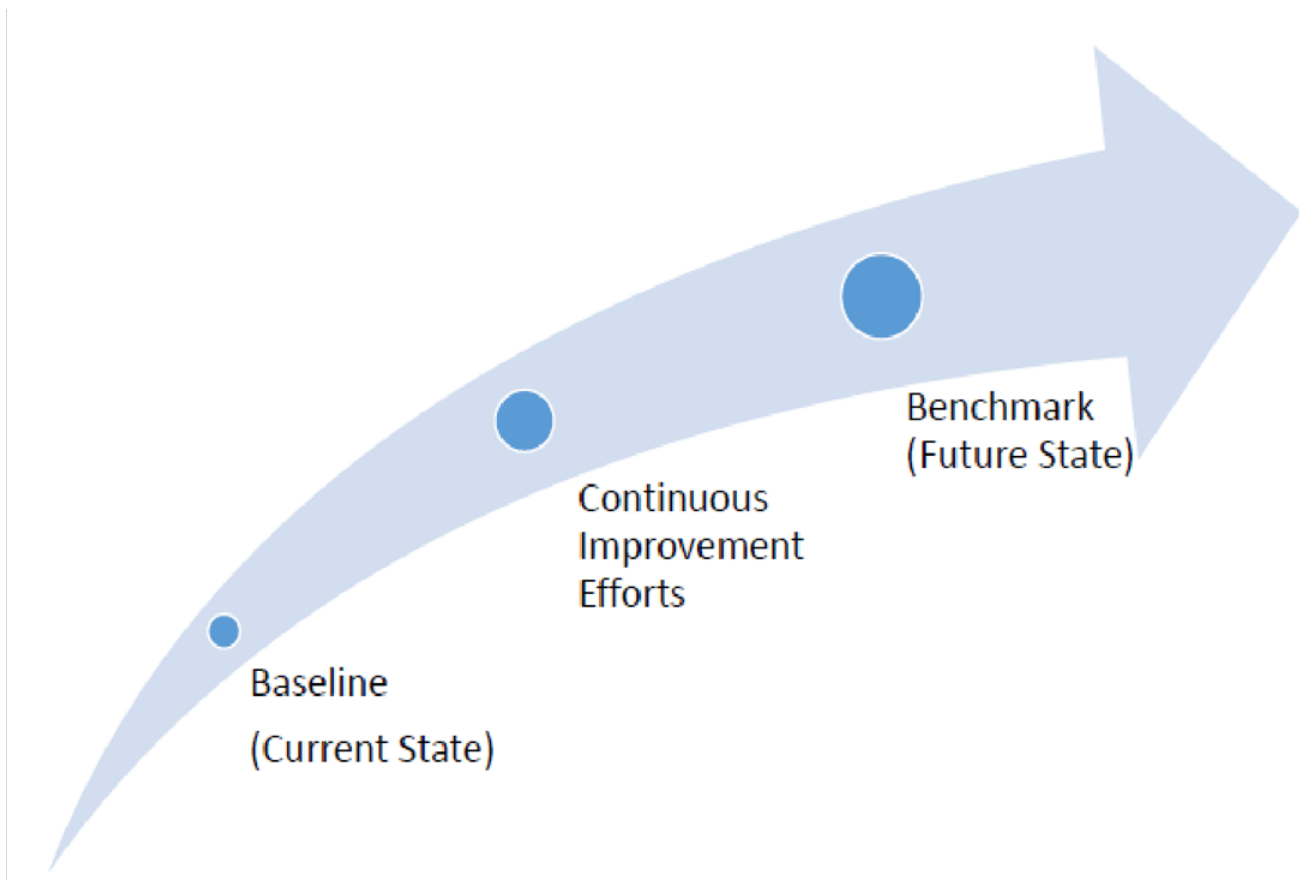 Baseline
(Current State)
Continuous
Improvement
Efforts
Benchmark
(Future State)